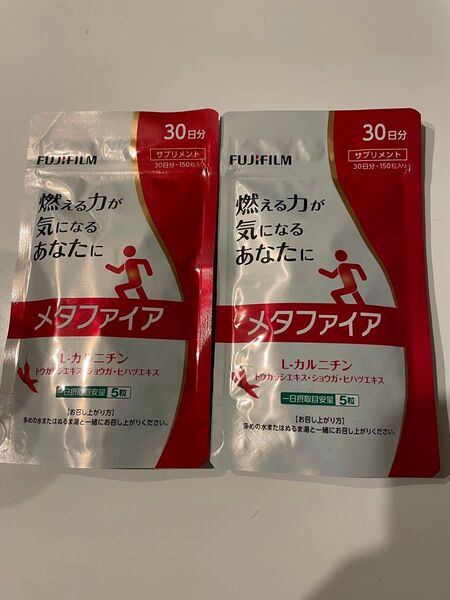 30日分
FUJIFILM
サプリメント
30日分・150粒入り
燃える力が
気になる
あなたに
メタファイア
L-カルニチン
トウガラシエキス・ショウガ・ヒハツエキス
一日摂取目安量 5粒
【お召し上がり方】
多めの水またはぬるま湯と一緒にお召し上がりください。
30日分
FUJIFILM
サプリメント
30日分・150粒入り
燃える力が
気になる
あなたに
メタファイア
L-カルニチン
トウガラシエキス・ショウガ・ヒハツエキス
一日摂取目安量 5粒
【お召し上がり方】
多めの水またはぬるま湯と一緒にお召し上がりください。